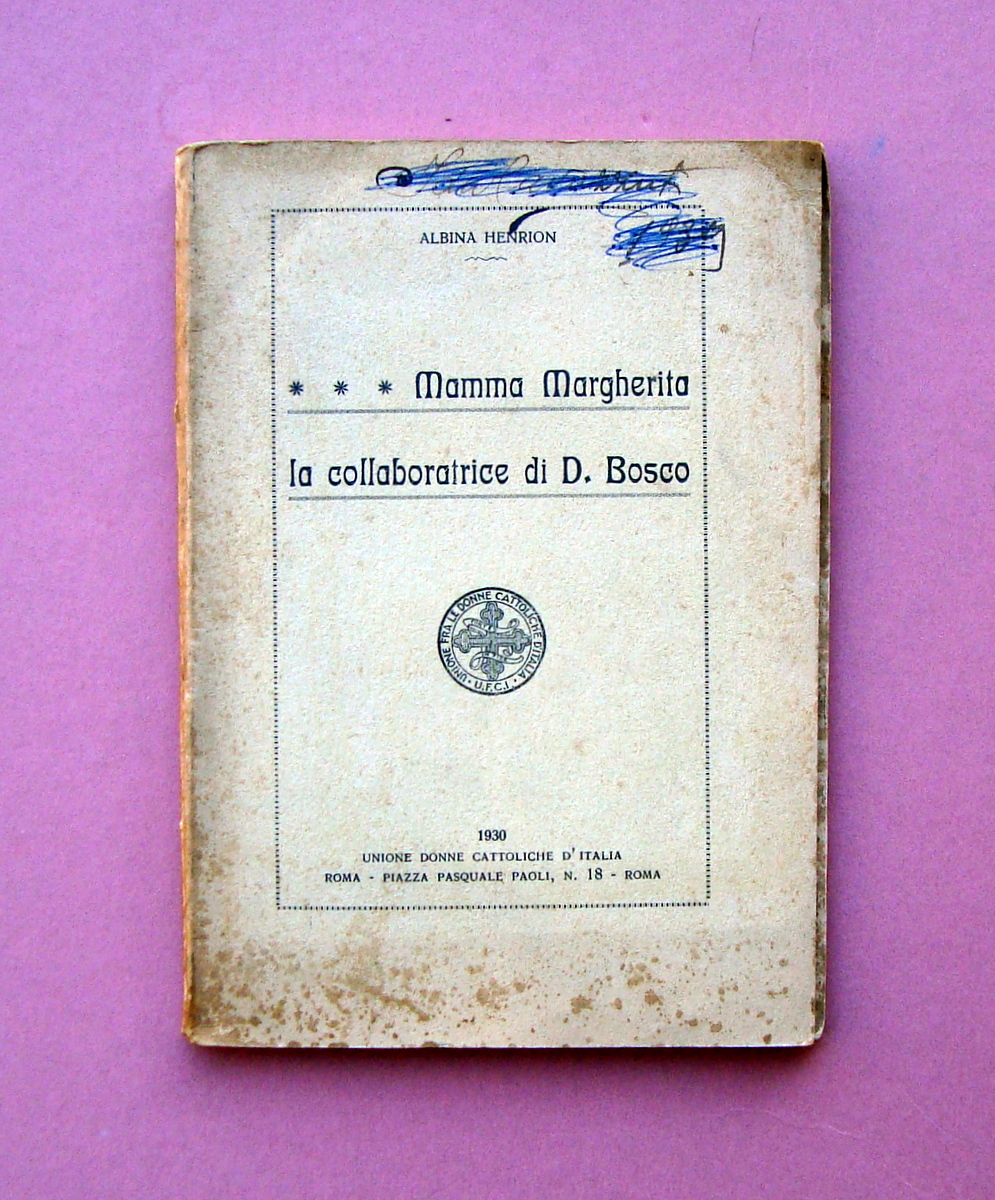 ALBINA HENRION
* * * Mamma Margherita
la collaboratrice di D. Bosco
UNIONE FRA LE DONNE CATTOLICHE D'ITALIA
· U.F.C.I. ·
1930
UNIONE DONNE CATTOLICHE D'ITALIA
ROMA - PIAZZA PASQUALE PAOLI, N. 18 - ROMA